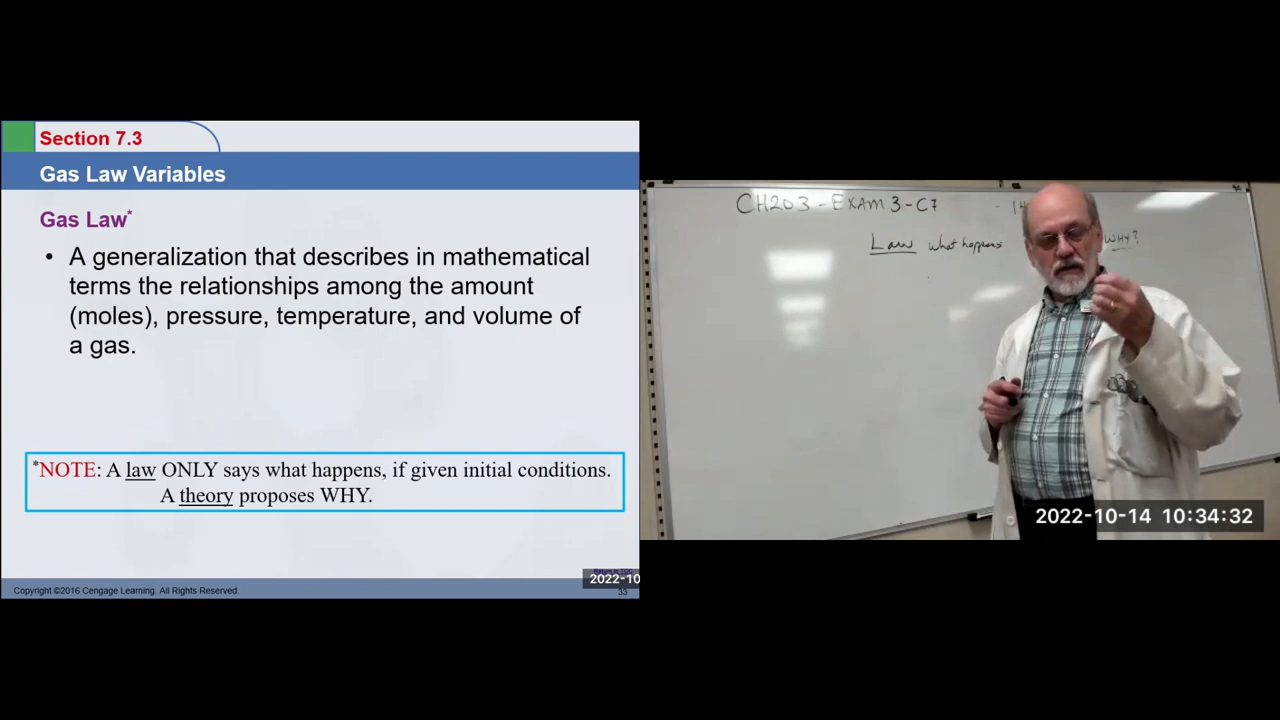 Section 7.3
Gas Law Variables
Gas Law*
• A generalization that describes in mathematical
terms the relationships among the amount
(moles), pressure, temperature, and volume of
a gas.
*NOTE: A law ONLY says what happens, if given initial conditions.
A theory proposes WHY.
2022-10
Copyright ©2016 Cengage Learning. All Rights Reserved.
33
CH203-EXAM 3-C7
Law what happens WHY?
2022-10-14 10:34:32